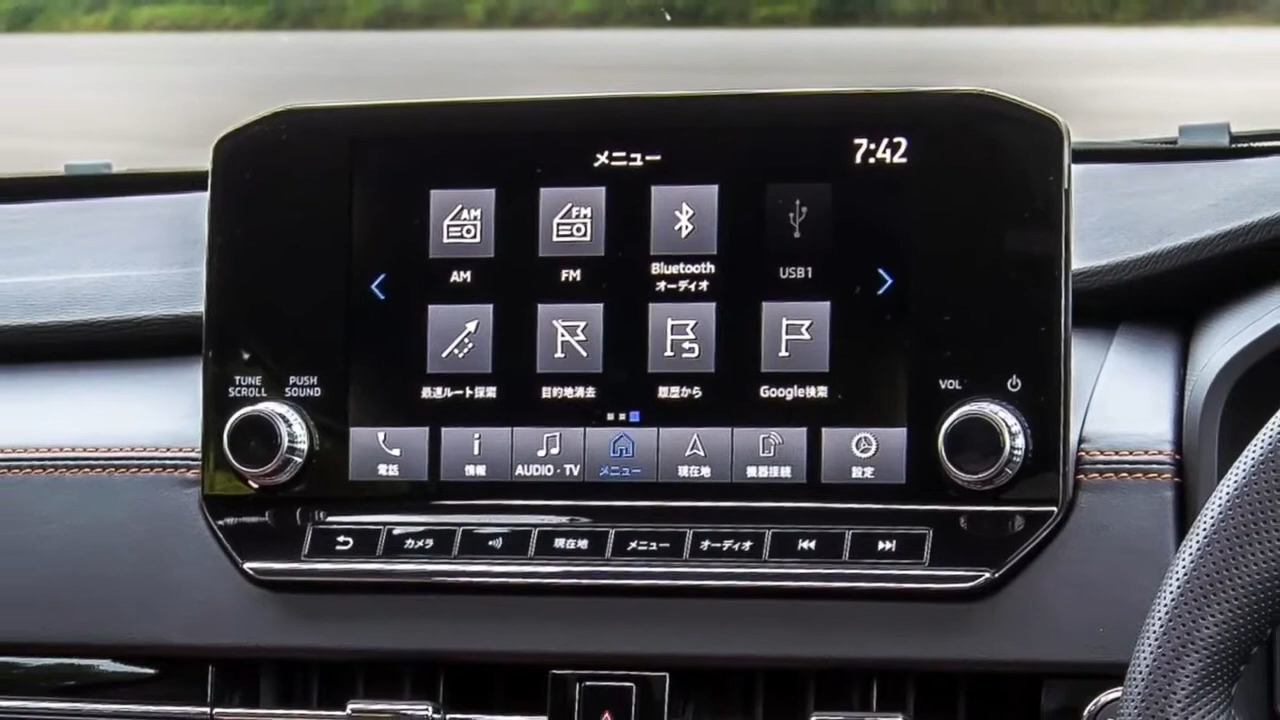 メニュー
7:42
AM
FM
AM
FM
Bluetooth
オーディオ
USB1
最速ルート探索
目的地消去
履歴から
Google検索
TUNE
SCROLL
PUSH
SOUND
VOL
電話
情報
AUDIO・TV
メニュー
現在地
機器接続
設定
カメラ
現在地
メニュー
オーディオ